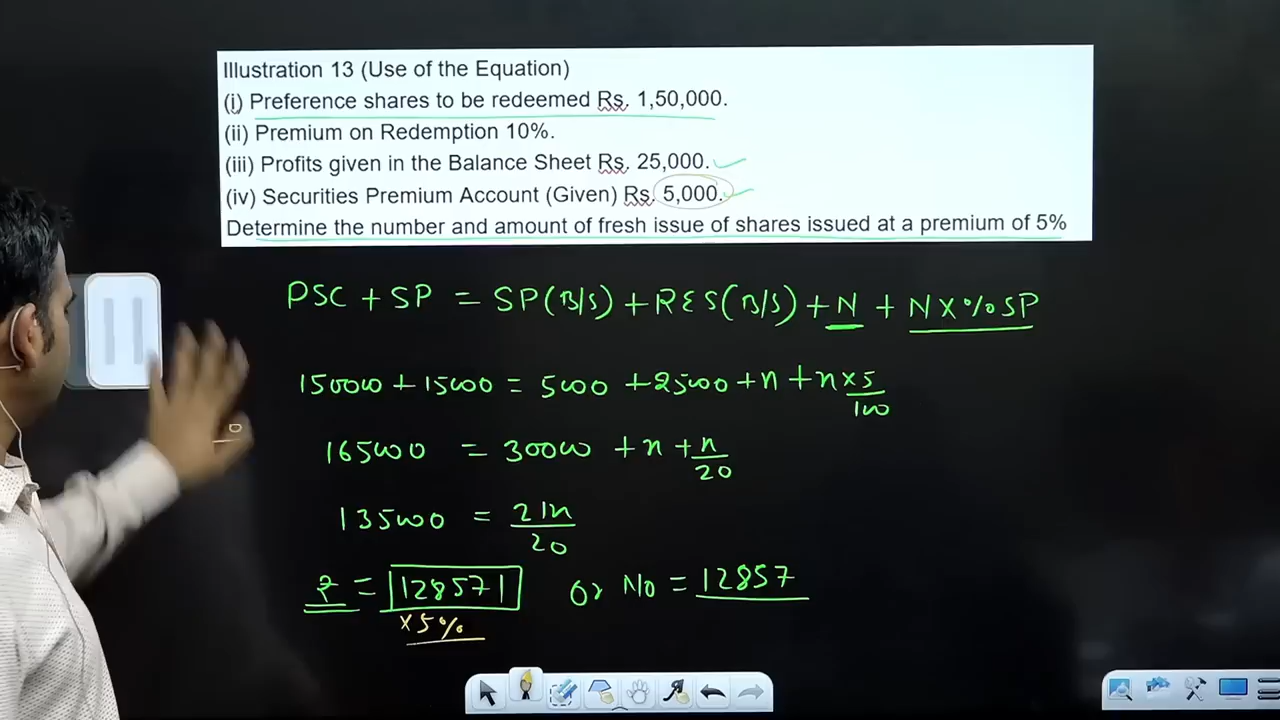 Illustration 13 (Use of the Equation)
(i) Preference shares to be redeemed Rs. 1,50,000.
(ii) Premium on Redemption 10%.
(iii) Profits given in the Balance Sheet Rs. 25,000.
(iv) Securities Premium Account (Given) Rs. 5,000.
Determine the number and amount of fresh issue of shares issued at a premium of 5%
PSC + SP = SP(B/S) + RES(B/S) + N + N×%SP
150000 + 15000 = 5000 + 25000 + n + n×5/100
165000 = 30000 + n + n/20
135000 = 21n/20
₹ = 128571 or No = 12857
×5%